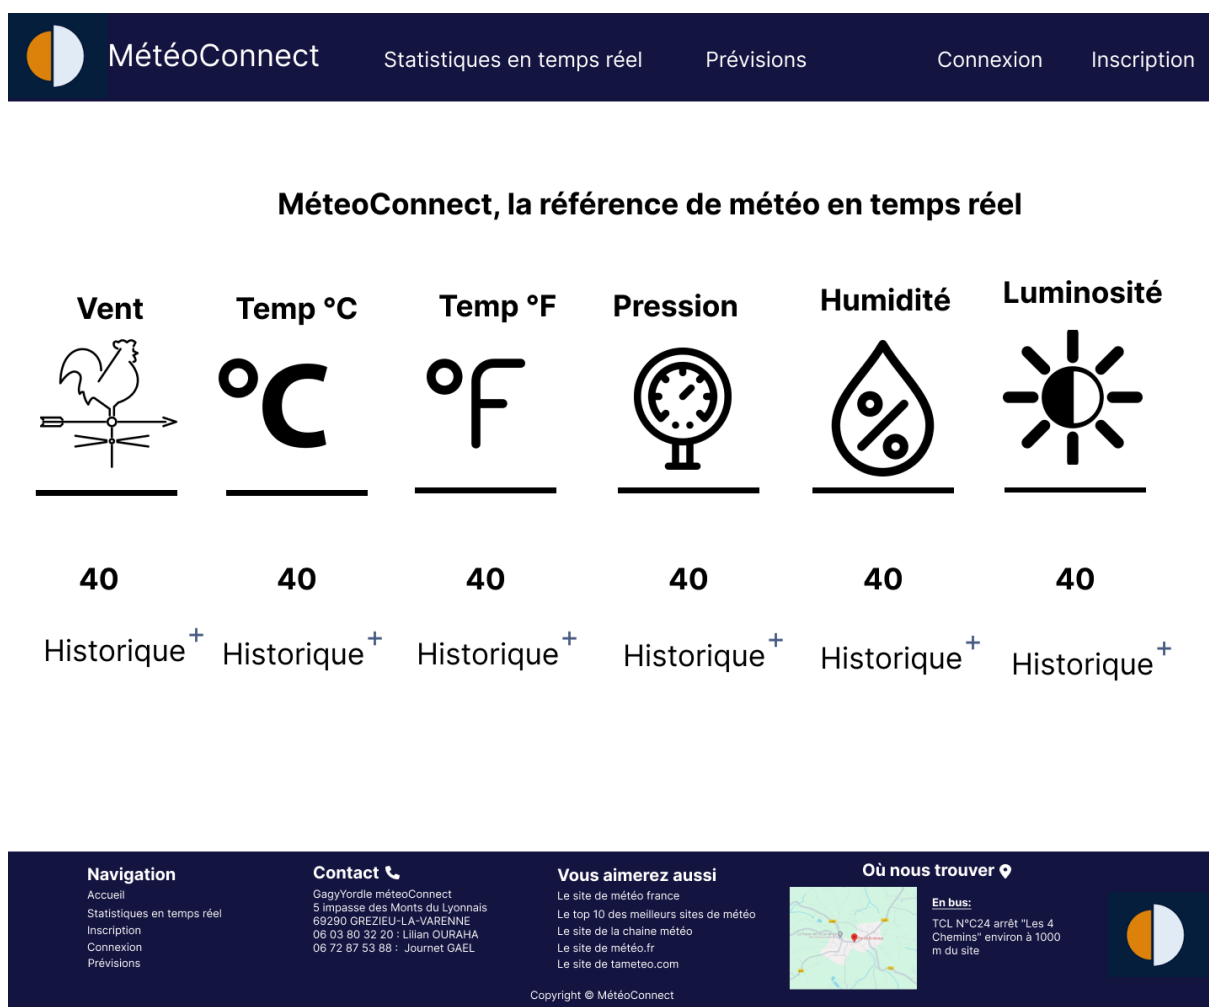 MétéoConnect
Statistiques en temps réel
Prévisions
Connexion
Inscription
MéteoConnect, la référence de météo en temps réel
Vent
Temp °C
Temp °F
Pression
Humidité
Luminosité
°C
°F
%
40
40
40
40
40
40
Historique +
Historique +
Historique +
Historique +
Historique +
Historique +
Navigation
Accueil
Statistiques en temps réel
Inscription
Connexion
Prévisions
Contact
GagyYordle méteoConnect
5 impasse des Monts du Lyonnais
69290 GREZIEU-LA-VARENNE
06 03 80 32 20 : Lilian OURAHA
06 72 87 53 88 : Journet GAEL
Vous aimerez aussi
Le site de météo france
Le top 10 des meilleurs sites de météo
Le site de la chaine météo
Le site de météo.fr
Le site de tameteo.com
Où nous trouver
En bus:
TCL N°C24 arrêt "Les 4
Chemins" environ à 1000
m du site
Copyright © MétéoConnect